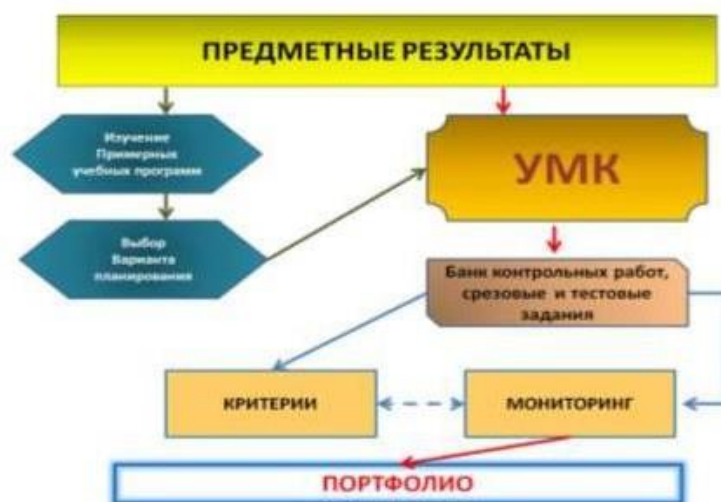 ПРЕДМЕТНЫЕ РЕЗУЛЬТАТЫ
Изучение
Примерных
учебных программ
УМК
Выбор
Варианта
планирования
Банк контрольных работ,
срезовые и тестовые
задания
КРИТЕРИИ
МОНИТОРИНГ
ПОРТФОЛИО